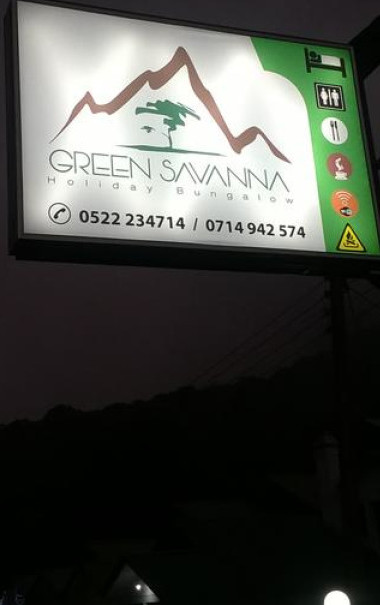 GREEN SAVANNA
Holiday Bungalow
0522 234714 / 0714 942 574